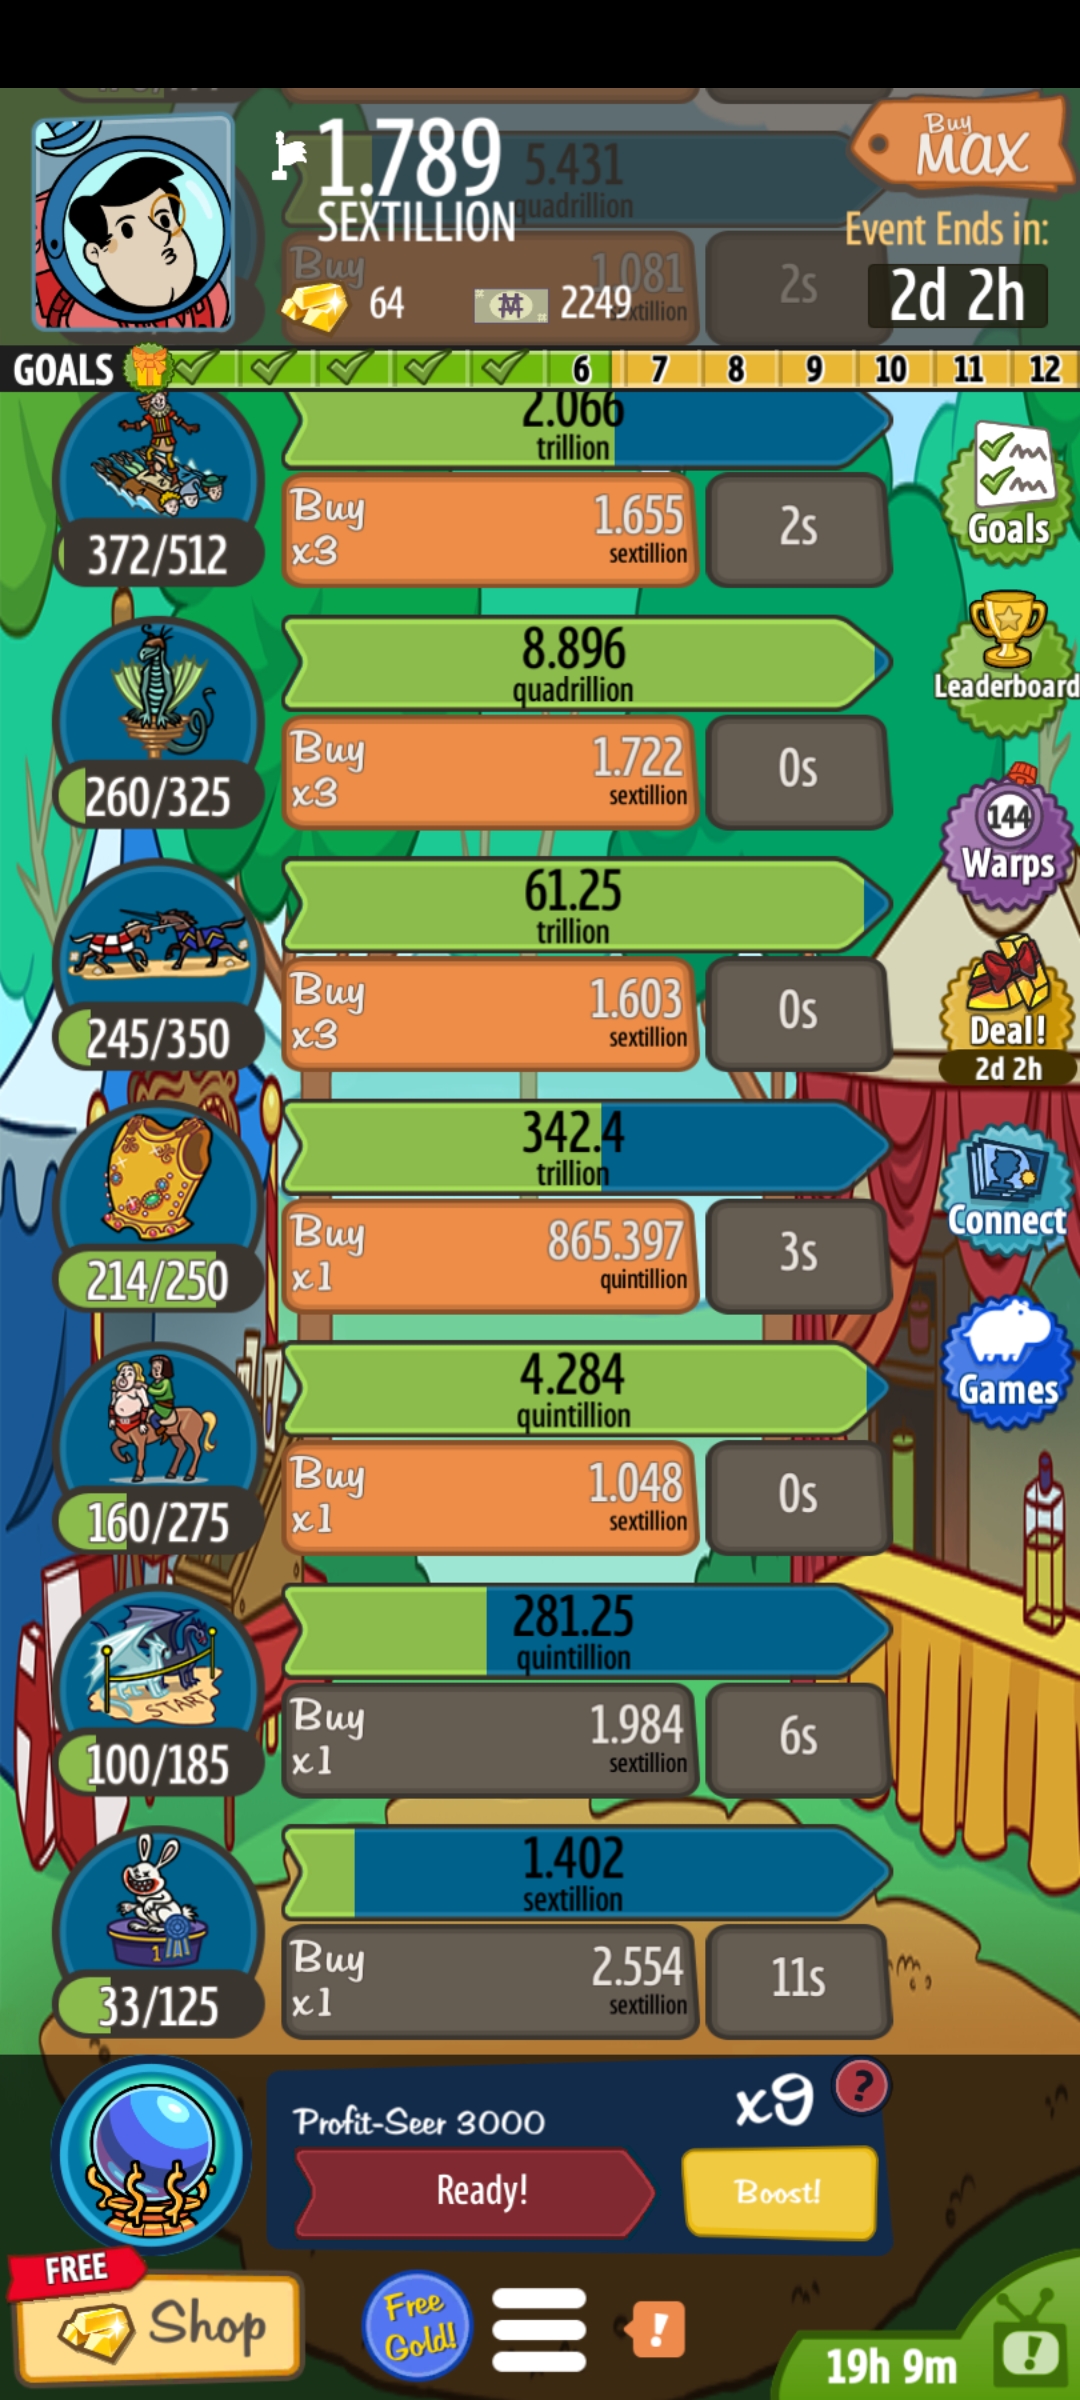 1.789
SEXTILLION
5.431
quadrillion
Buy
MAX
Event Ends in:
2d 2h
Buy
1.081
sextillion
2s
64
2249
GOALS 6 7 8 9 10 11 12
2.066
trillion
372/512
Buy
x3
1.655
sextillion
2s
Goals
8.896
quadrillion
260/325
Buy
x3
1.722
sextillion
0s
Leaderboard
144
Warps
61.25
trillion
245/350
Buy
x3
1.603
sextillion
0s
Deal!
2d 2h
342.4
trillion
214/250
Buy
x1
865.397
quintillion
3s
Connect
4.284
quintillion
160/275
Buy
x1
1.048
sextillion
0s
Games
281.25
quintillion
START
100/185
Buy
x1
1.984
sextillion
6s
1.402
sextillion
1
33/125
Buy
x1
2.554
sextillion
11s
Profit-Seer 3000
x9
?
Ready!
Boost!
FREE
Shop
Free
Gold!
!
19h 9m
!